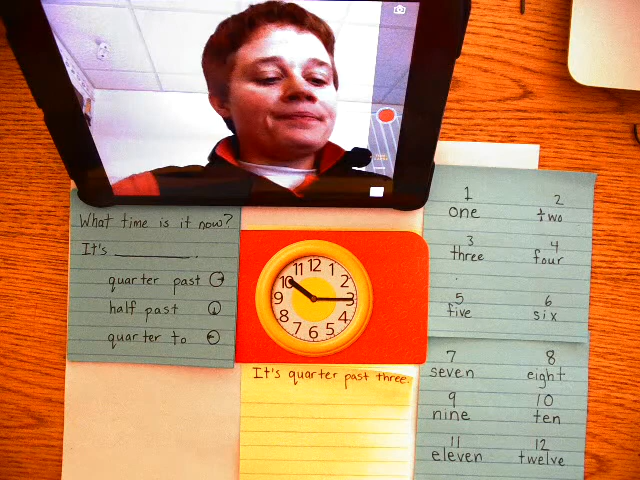 What time is it now?
It's ________.
quarter past
half past
quarter to
11 12 1
10 2
9 3
8 4
7 6 5
It's quarter past three.
1 2
one two
3 4
three four
5 6
five six
7 8
seven eight
9 10
nine ten
11 12
eleven twelve